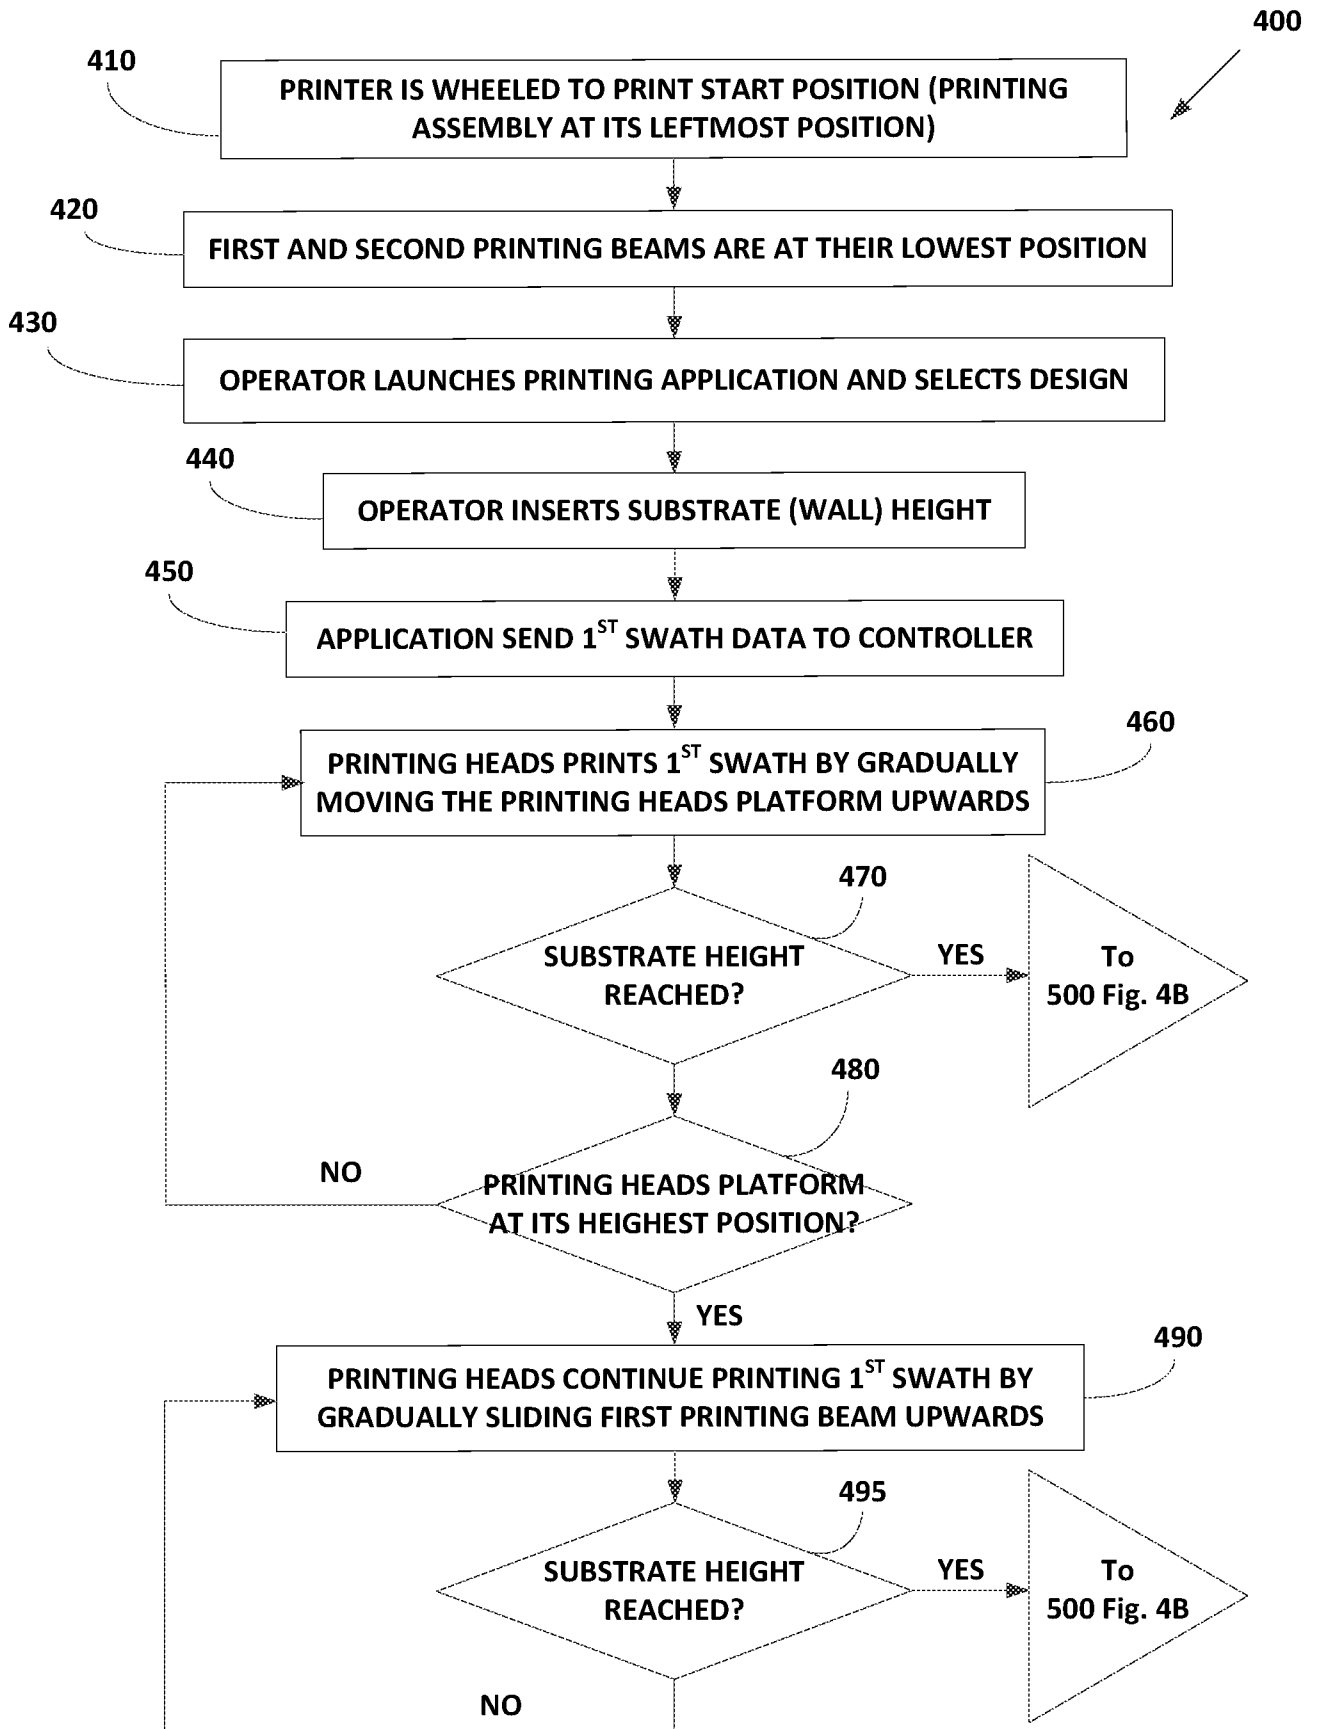 400
410
PRINTER IS WHEELED TO PRINT START POSITION (PRINTING
ASSEMBLY AT ITS LEFTMOST POSITION)
420
FIRST AND SECOND PRINTING BEAMS ARE AT THEIR LOWEST POSITION
430
OPERATOR LAUNCHES PRINTING APPLICATION AND SELECTS DESIGN
440
OPERATOR INSERTS SUBSTRATE (WALL) HEIGHT
450
APPLICATION SEND 1ST SWATH DATA TO CONTROLLER
460
PRINTING HEADS PRINTS 1ST SWATH BY GRADUALLY
MOVING THE PRINTING HEADS PLATFORM UPWARDS
470
SUBSTRATE HEIGHT
REACHED?
YES
To
500 Fig. 4B
480
PRINTING HEADS PLATFORM
AT ITS HEIGHEST POSITION?
NO
YES
490
PRINTING HEADS CONTINUE PRINTING 1ST SWATH BY
GRADUALLY SLIDING FIRST PRINTING BEAM UPWARDS
495
SUBSTRATE HEIGHT
REACHED?
YES
To
500 Fig. 4B
NO